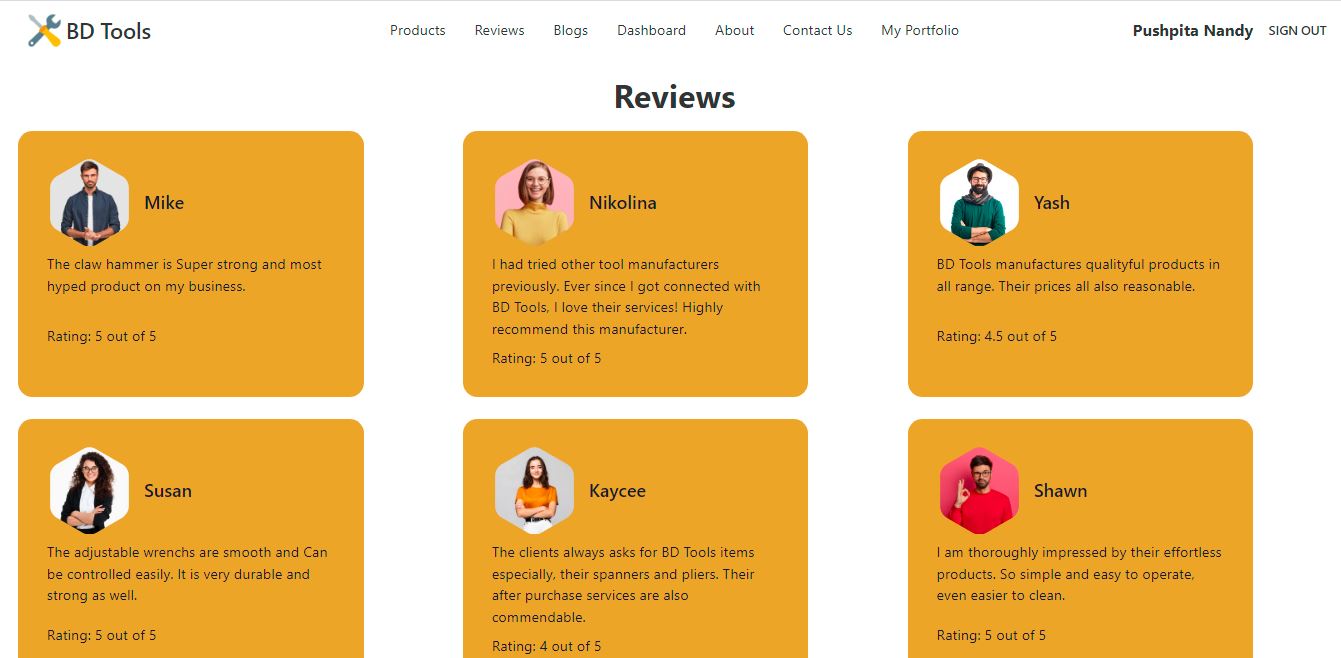 BD Tools
Products Reviews Blogs Dashboard About Contact Us My Portfolio
Pushpita Nandy SIGN OUT
Reviews
Mike
The claw hammer is Super strong and most
hyped product on my business.
Rating: 5 out of 5
Nikolina
I had tried other tool manufacturers
previously. Ever since I got connected with
BD Tools, I love their services! Highly
recommend this manufacturer.
Rating: 5 out of 5
Yash
BD Tools manufactures qualityful products in
all range. Their prices all also reasonable.
Rating: 4.5 out of 5
Susan
The adjustable wrenchs are smooth and Can
be controlled easily. It is very durable and
strong as well.
Rating: 5 out of 5
Kaycee
The clients always asks for BD Tools items
especially, their spanners and pliers. Their
after purchase services are also
commendable.
Rating: 4 out of 5
Shawn
I am thoroughly impressed by their effortless
products. So simple and easy to operate,
even easier to clean.
Rating: 5 out of 5